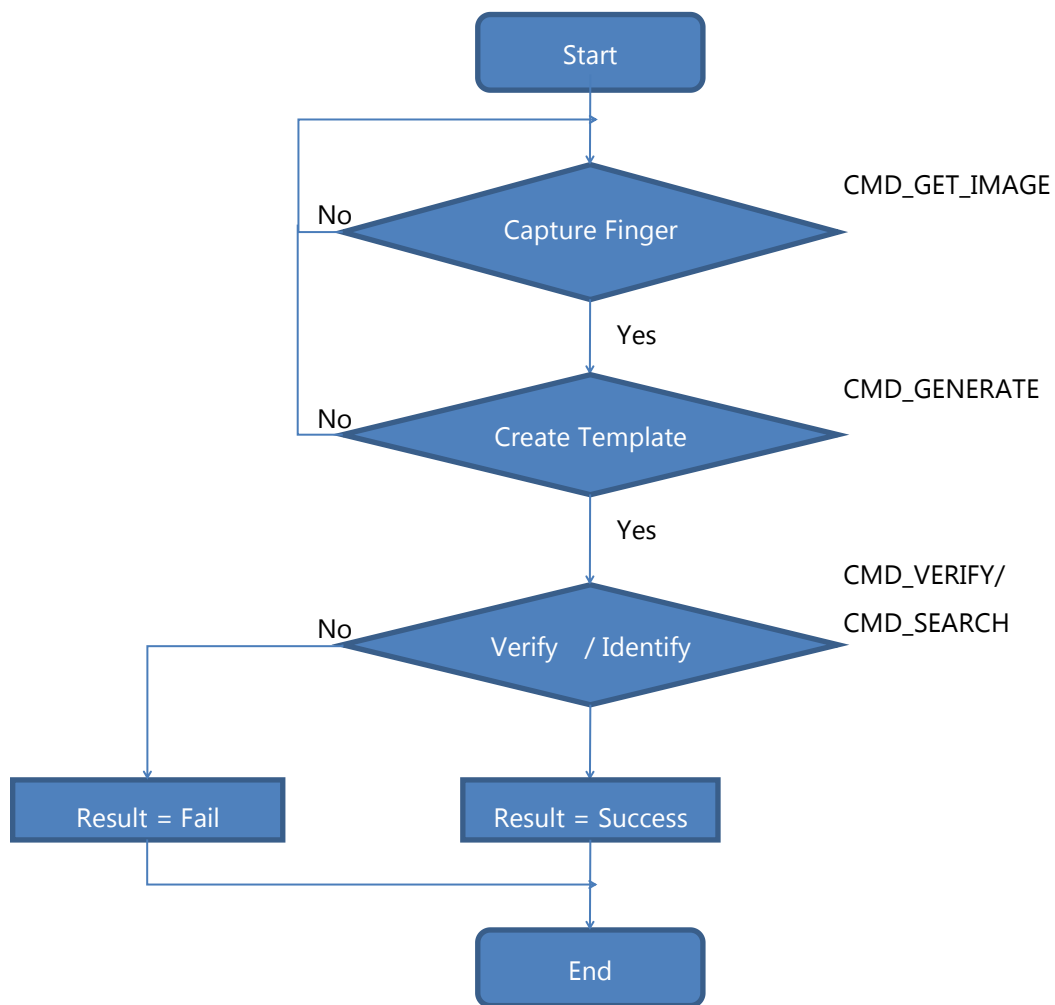 Start
CMD_GET_IMAGE
No
Capture Finger
Yes
CMD_GENERATE
No
Create Template
Yes
CMD_VERIFY/
CMD_SEARCH
No
Verify / Identify
Result = Fail
Result = Success
End